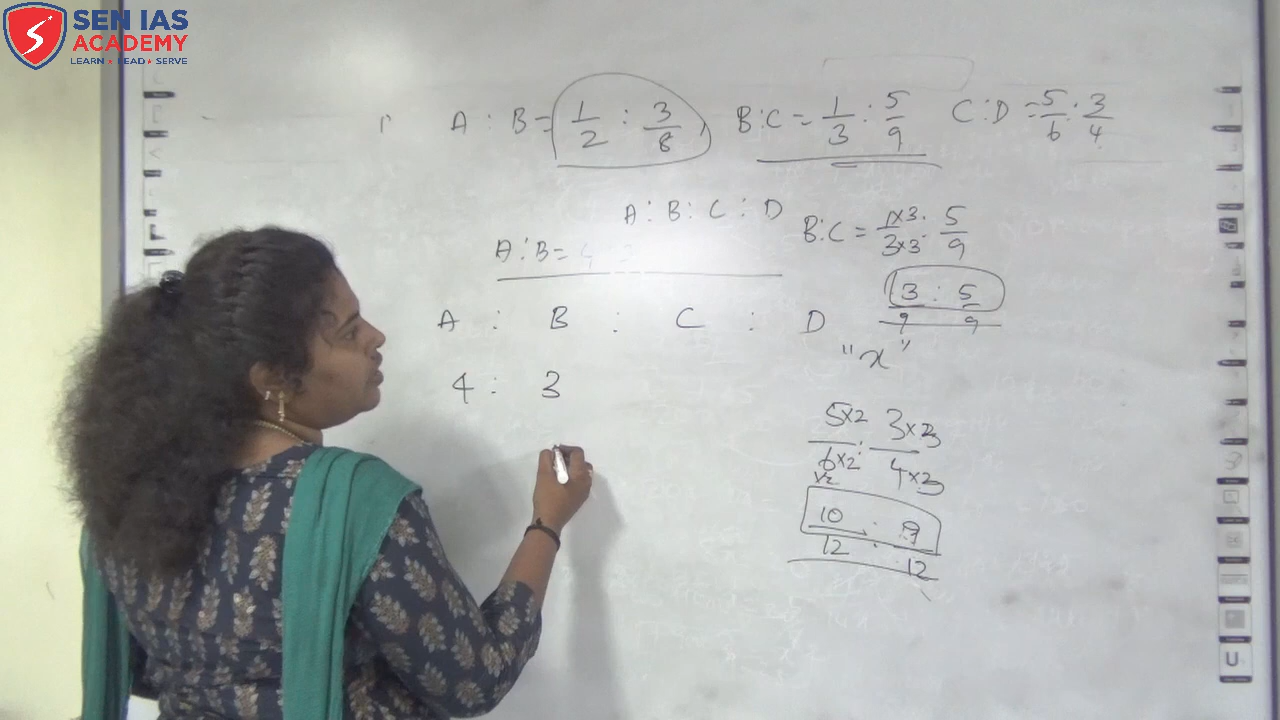 SEN IAS
ACADEMY
LEARN ★ READ ★ SERVE
A : B = 1/2 : 3/8 B:C = 1/3 : 5/9 C:D = 5/6 : 3/4
A : B : C : D
B:C = 1×3/3×3 : 5/9
A:B=
3/9 : 5/9
A : B : C : D
"x"
4 : 3
5×2/6×2 : 3×3/4×3
×2
10/12 : 9/12
U